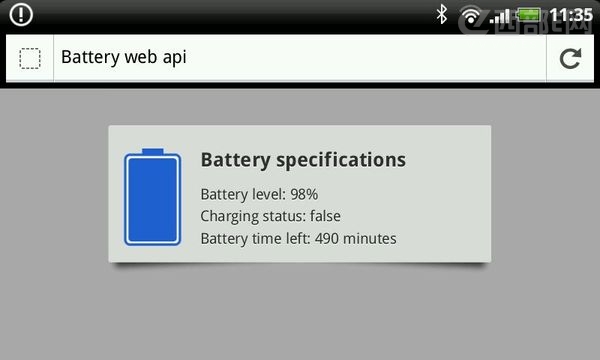 11:35
Battery web api
Battery specifications
Battery level: 98%
Charging status: false
Battery time left: 490 minutes